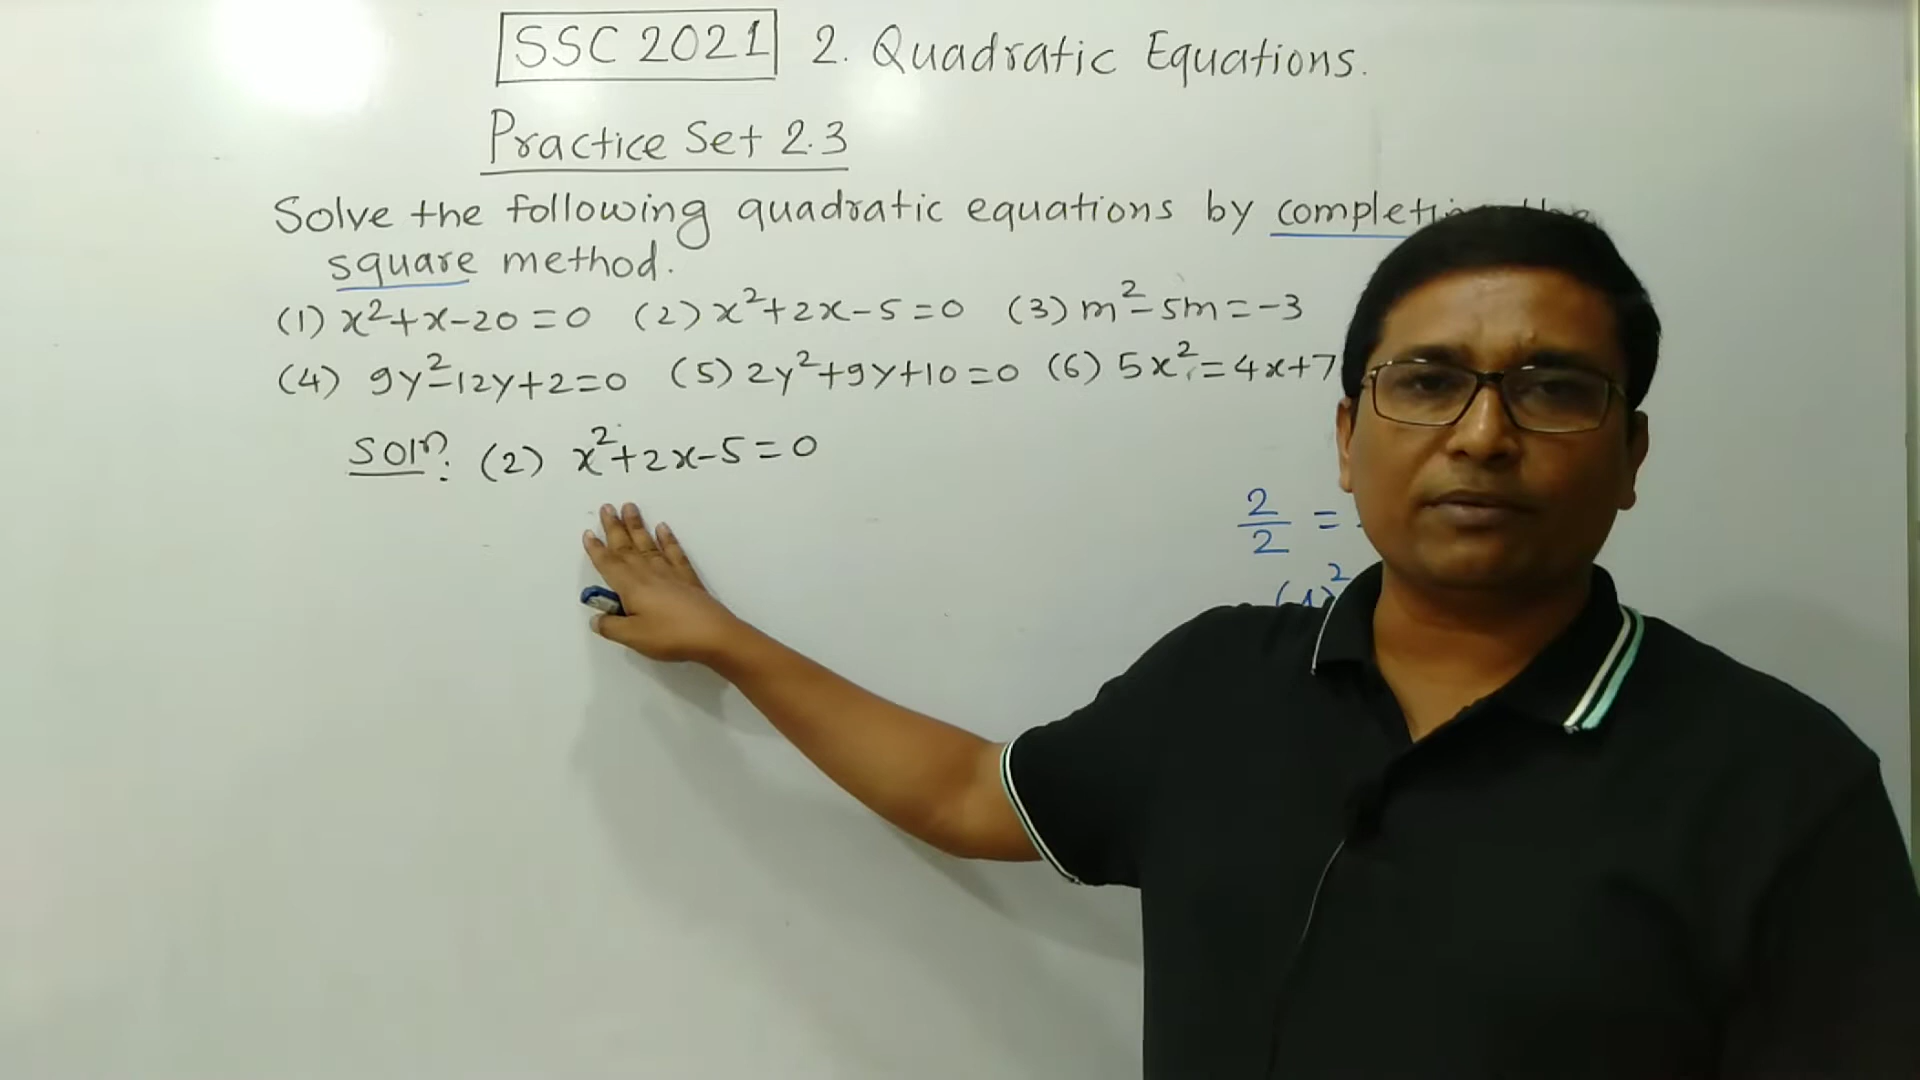 SSC 2021 2. Quadratic Equations.
Practice Set 2.3
Solve the following quadratic equations by
square method.
(1) x²+x-20=0 (2) x²+2x-5=0 (3) m²-5m=-3
(4) 9y²-12y+2=0 (5) 2y²+9y+10=0 (6) 5x²=4x+7
Solⁿ: (2) x²+2x-5=0
2/2 =
(1)²